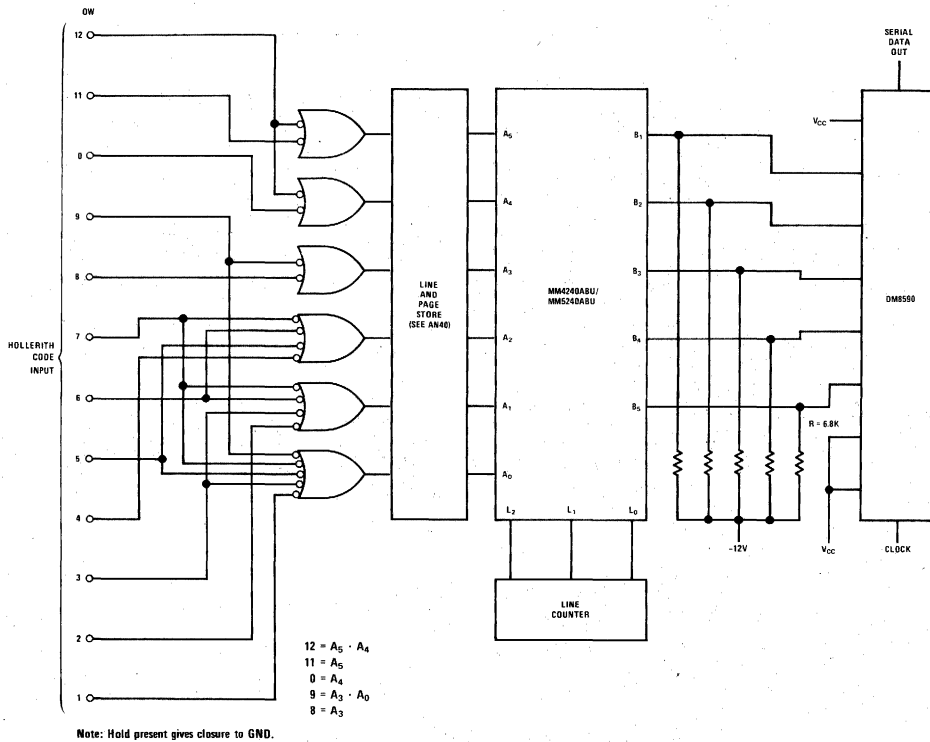 OW
12
11
0
9
8
7
6
5
4
3
2
1
HOLLERITH
CODE
INPUT
LINE
AND
PAGE
STORE
(SEE AN40)
A5
A4
A3
A2
A1
A0
MM4240ABU/
MM5240ABU
B1
B2
B3
B4
B5
L2
L1
L0
LINE
COUNTER
R = 6.8K
-12V
SERIAL
DATA
OUT
VCC
DM8590
VCC
CLOCK
12 = A5 · A4
11 = A5
0 = A4
9 = A3 · A0
8 = A3
Note: Hold present gives closure to GND.